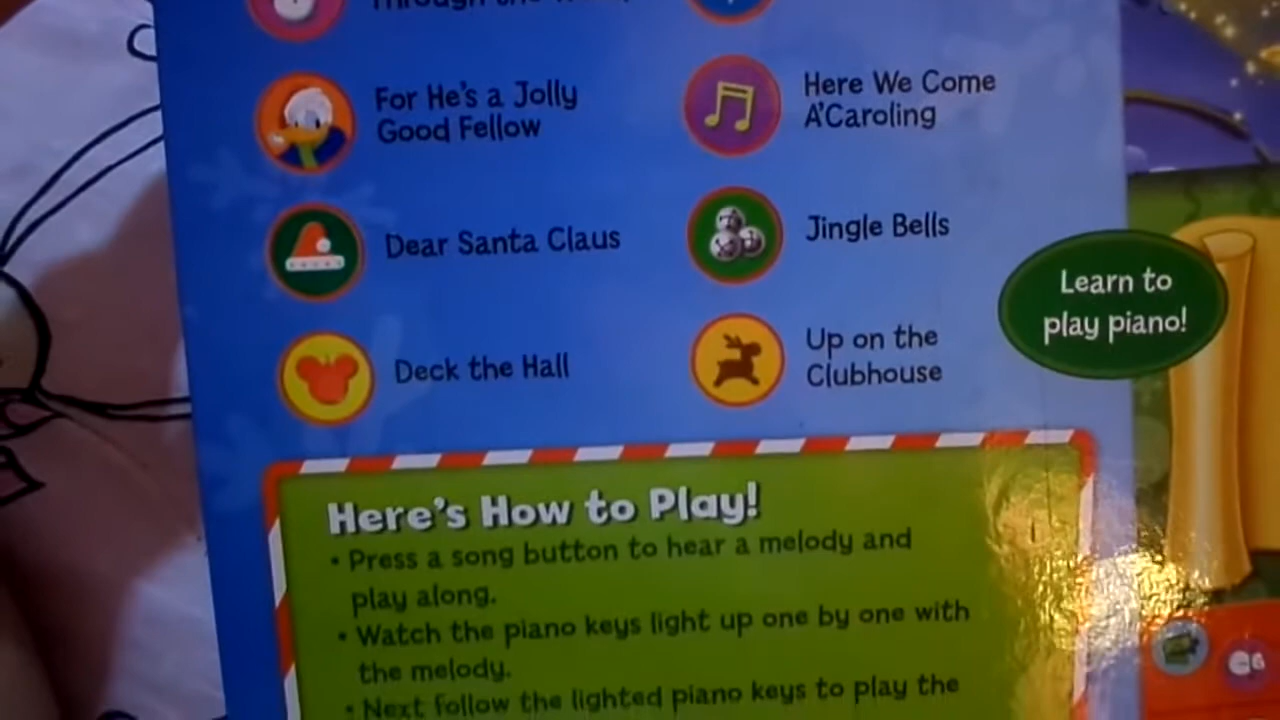 Through the
For He's a Jolly
Good Fellow
Dear Santa Claus
Deck the Hall
Here We Come
A'Caroling
Jingle Bells
Up on the
Clubhouse
Learn to
play piano!
Here's How to Play!
• Press a song button to hear a melody and
play along.
• Watch the piano keys light up one by one with
the melody.
• Next follow the lighted piano keys to play the